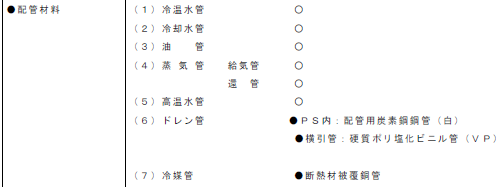 ●配管材料 （１）冷温水管 〇
（２）冷却水管 〇
（３）油　　管 〇
（４）蒸 気 管 給気管 〇
還　管 〇
（５）高温水管 〇
（６）ドレン管 ●ＰＳ内：配管用炭素鋼鋼管（白）
●横引管：硬質ポリ塩化ビニル管（ＶＰ）
（７）冷媒管 ●断熱材被覆銅管